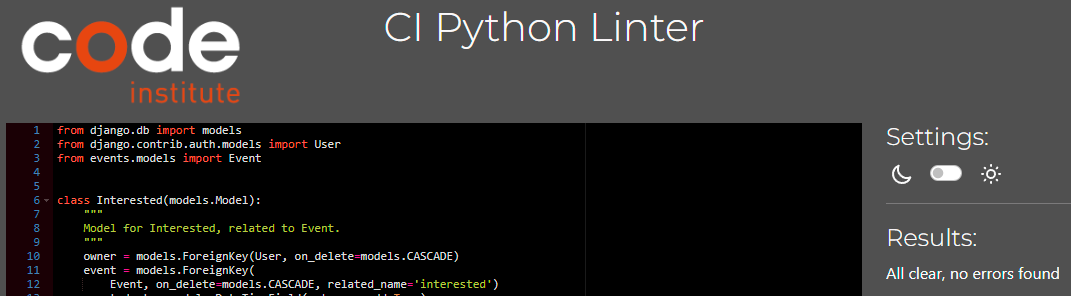 code
institute
CI Python Linter
1 from django.db import models
2 from django.contrib.auth.models import User
3 from events.models import Event
4
5
6 class Interested(models.Model):
7     """
8     Model for Interested, related to Event.
9     """
10     owner = models.ForeignKey(User, on_delete=models.CASCADE)
11     event = models.ForeignKey(
12         Event, on_delete=models.CASCADE, related_name='interested')
Settings:
Results:
All clear, no errors found